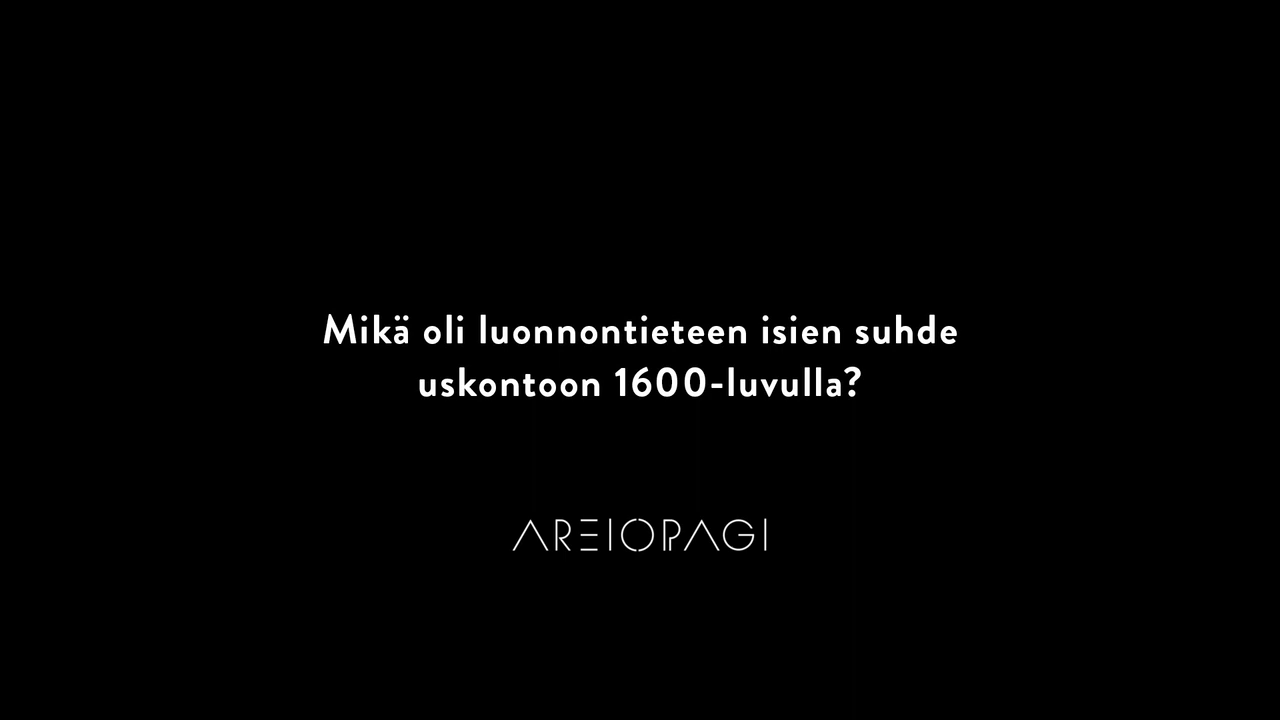 Mikä oli luonnontieteen isien suhde
uskontoon 1600-luvulla?
AREIOPAGI